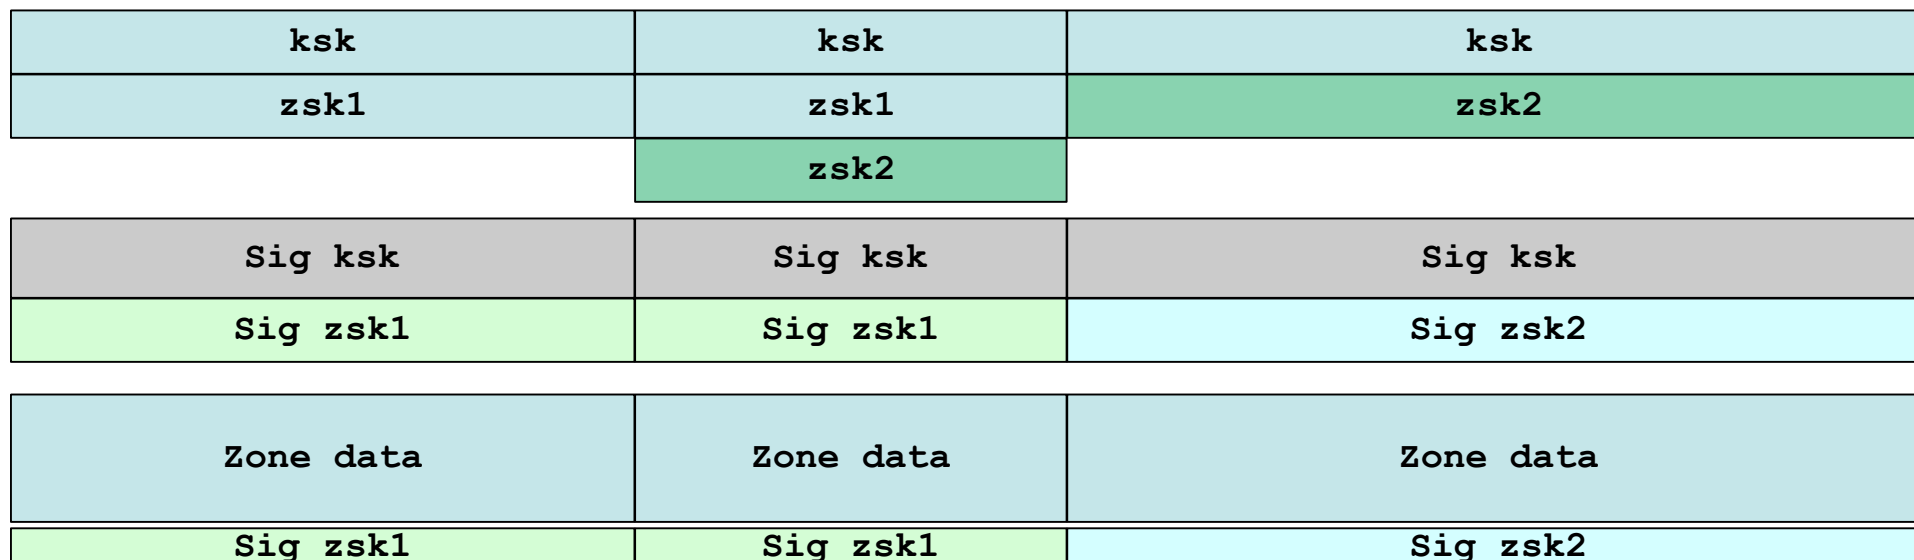 ksk ksk ksk
zsk1 zsk1 zsk2
zsk2
Sig ksk Sig ksk Sig ksk
Sig zsk1 Sig zsk1 Sig zsk2
Zone data Zone data Zone data
Sig zsk1 Sig zsk1 Sig zsk2